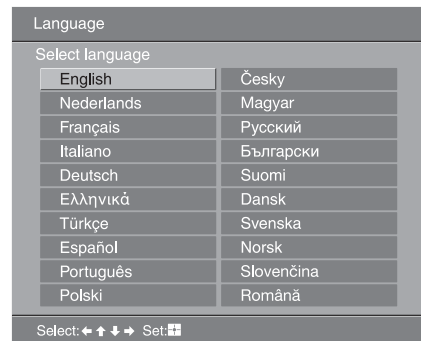 Language
Select language
English
Nederlands
Français
Italiano
Deutsch
Ελληνικά
Türkçe
Español
Português
Polski
Česky
Magyar
Русский
Български
Suomi
Dansk
Svenska
Norsk
Slovenčina
Română
Select: Set: